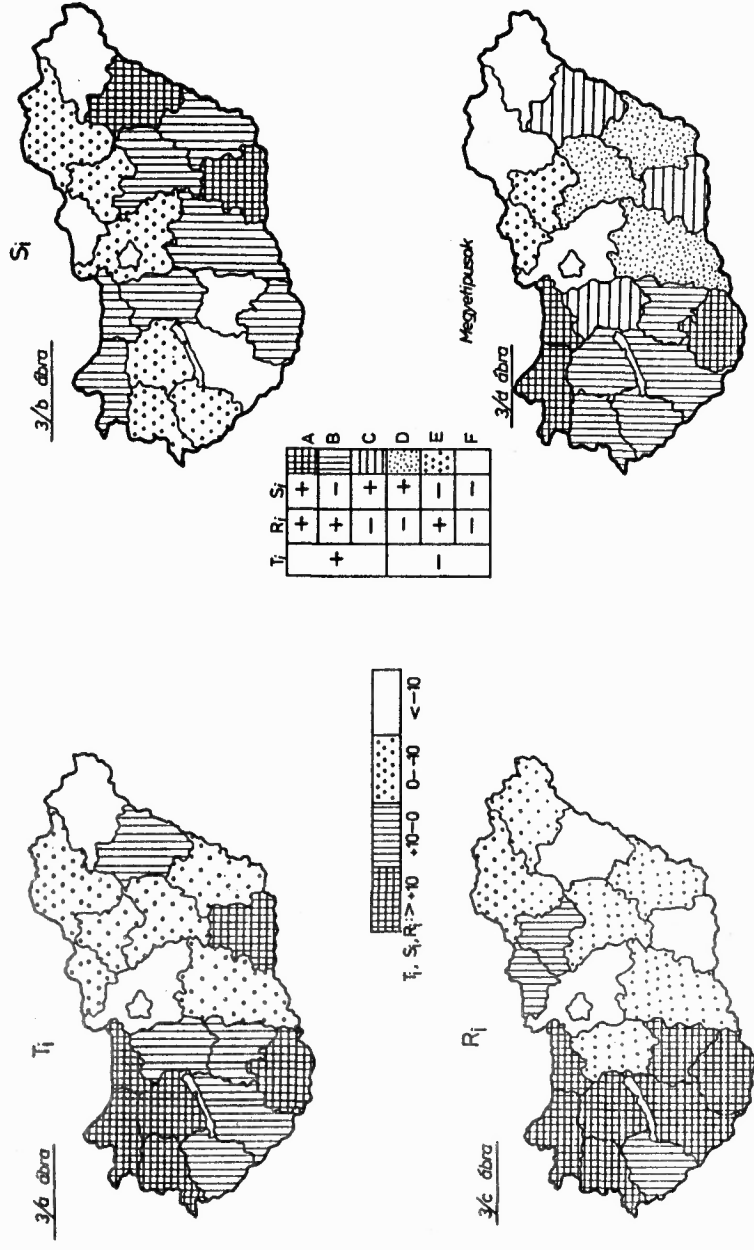 3/a ábra
Ti
3/b ábra
Si
Ti, Si, Ri: > +10 +10–0 0–-10 <-10
Ti Ri Si
+ + + A
+ - B
- + C
- - + D
+ - E
- - F
3/c ábra
Ri
3/d ábra
Megyetipusok